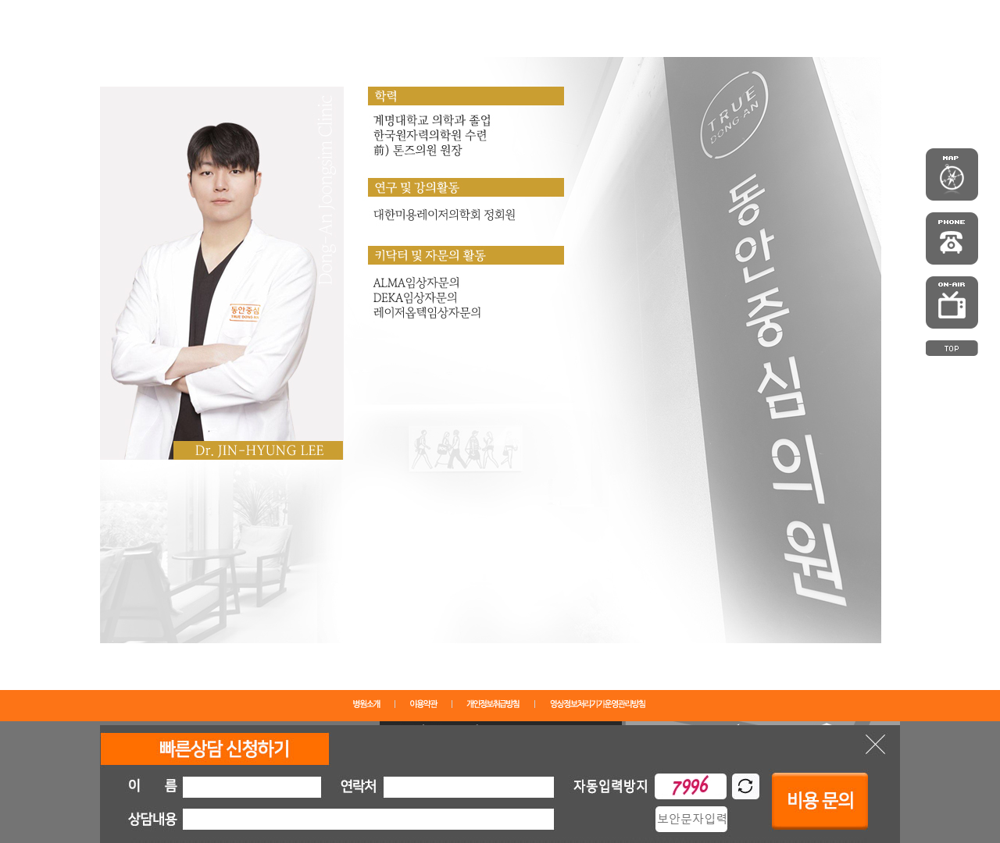 Dong-An Joongsim Clinic
동안중심
TRUE DONG AN
Dr. JIN-HYUNG LEE
학력
계명대학교 의학과 졸업
한국원자력의학원 수련
前) 톤즈의원 원장
연구 및 강의활동
대한미용레이저의학회 정회원
키닥터 및 자문의 활동
ALMA임상자문의
DEKA임상자문의
레이저옵텍임상자문의
TRUE
DONG AN
동안중심의원
MAP
PHONE
ON-AIR
TOP
병원소개 | 이용약관 | 개인정보취급방침 | 영상정보처리기기운영관리방침
빠른상담 신청하기
이 름
연락처
자동입력방지
7996
상담내용
보안문자입력
비용 문의